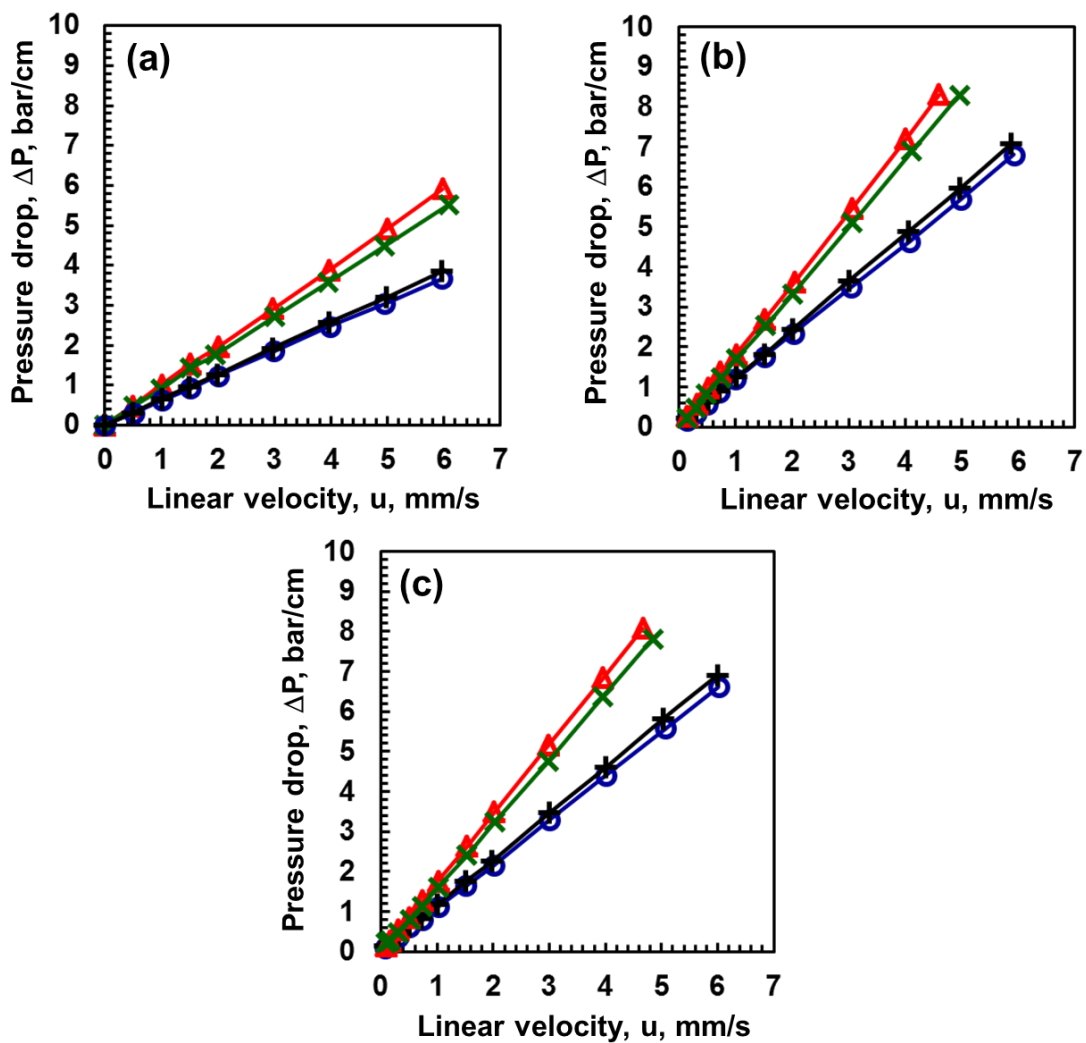 (a)
Pressure drop, ΔP, bar/cm
10
9
8
7
6
5
4
3
2
1
0
0 1 2 3 4 5 6 7
Linear velocity, u, mm/s
(b)
Pressure drop, ΔP, bar/cm
10
9
8
7
6
5
4
3
2
1
0
0 1 2 3 4 5 6 7
Linear velocity, u, mm/s
(c)
Pressure drop, ΔP, bar/cm
10
9
8
7
6
5
4
3
2
1
0
0 1 2 3 4 5 6 7
Linear velocity, u, mm/s